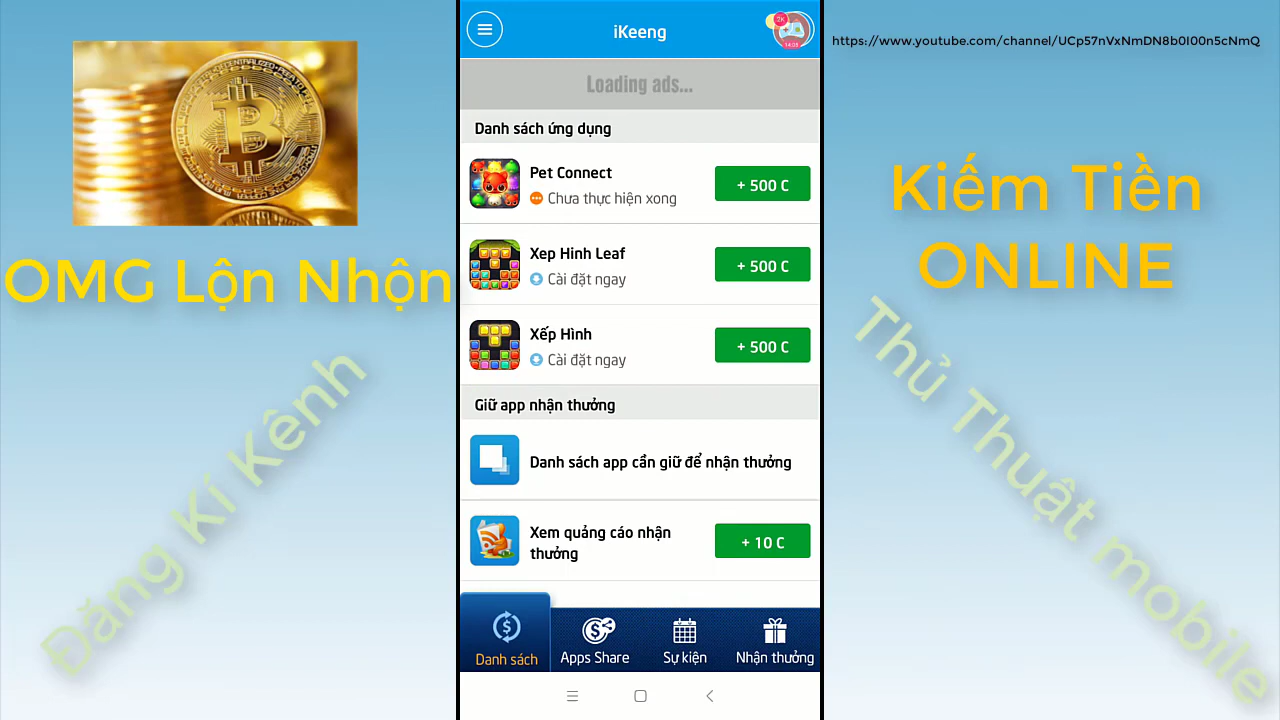 iKeeng
2K
14:08
https://www.youtube.com/channel/UCp57nVxNmDN8b0I00n5cNmQ
Loading ads...
Danh sách ứng dụng
Pet Connect
Chưa thực hiện xong
+ 500 C
Xep Hinh Leaf
Cài đặt ngay
+ 500 C
Xếp Hình
Cài đặt ngay
+ 500 C
Giữ app nhận thưởng
Danh sách app cần giữ để nhận thưởng
Xem quảng cáo nhận
thưởng
+ 10 C
Danh sách
Apps Share
Sự kiện
Nhận thưởng
OMG Lộn Nhộn
Đăng Kí Kênh
Kiếm Tiền
ONLINE
Thủ Thuật mobile